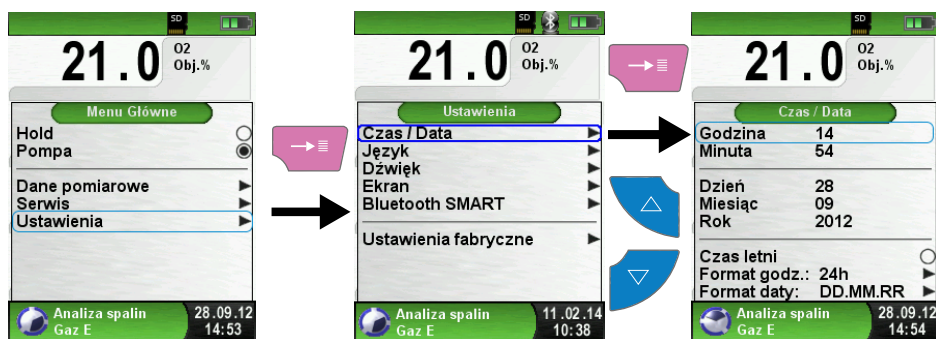 SD
21.0 O2 Obj.%
Menu Główne
Hold
Pompa
Dane pomiarowe
Serwis
Ustawienia
Analiza spalin 28.09.12
Gaz E 14:53
SD
21.0 O2 Obj.%
Ustawienia
Czas / Data
Język
Dźwięk
Ekran
Bluetooth SMART
Ustawienia fabryczne
Analiza spalin 11.02.14
Gaz E 10:38
SD
21.0 O2 Obj.%
Czas / Data
Godzina 14
Minuta 54
Dzień 28
Miesiąc 09
Rok 2012
Czas letni
Format godz.: 24h
Format daty: DD.MM.RR
Analiza spalin 28.09.12
Gaz E 14:54